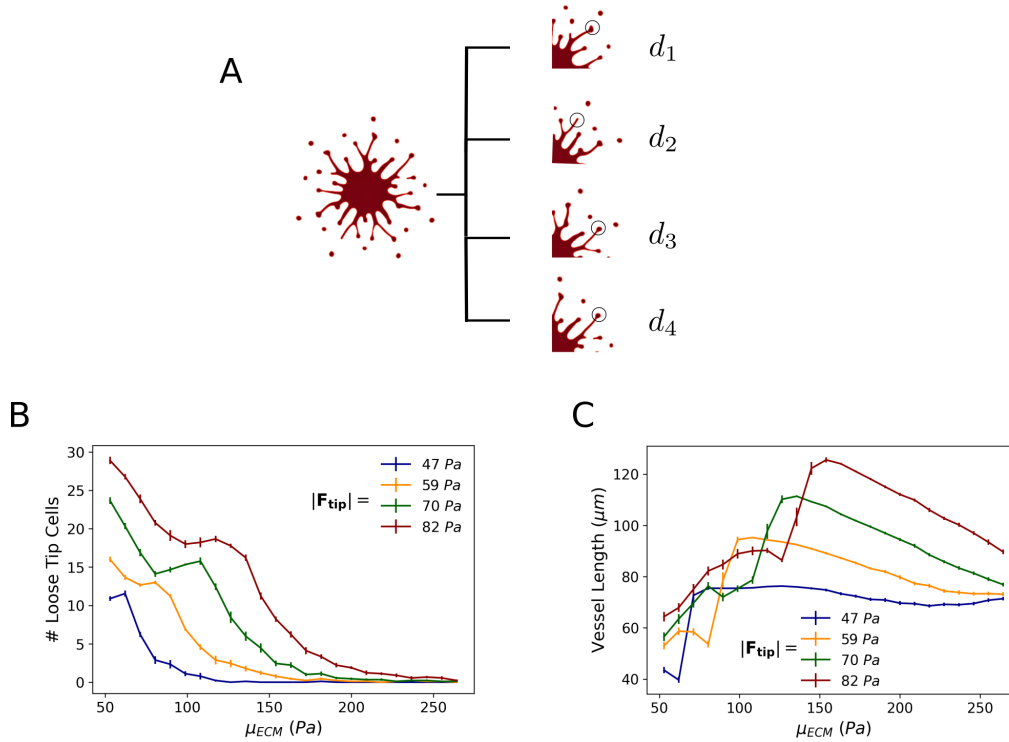 A
d1
d2
d3
d4
B
C
30
25
20
15
10
5
0
# Loose Tip Cells
|Ftip| =
47 Pa
59 Pa
70 Pa
82 Pa
50 100 150 200 250
μECM (Pa)
120
100
80
60
40
Vessel Length (μm)
|Ftip| =
47 Pa
59 Pa
70 Pa
82 Pa
50 100 150 200 250
μECM (Pa)